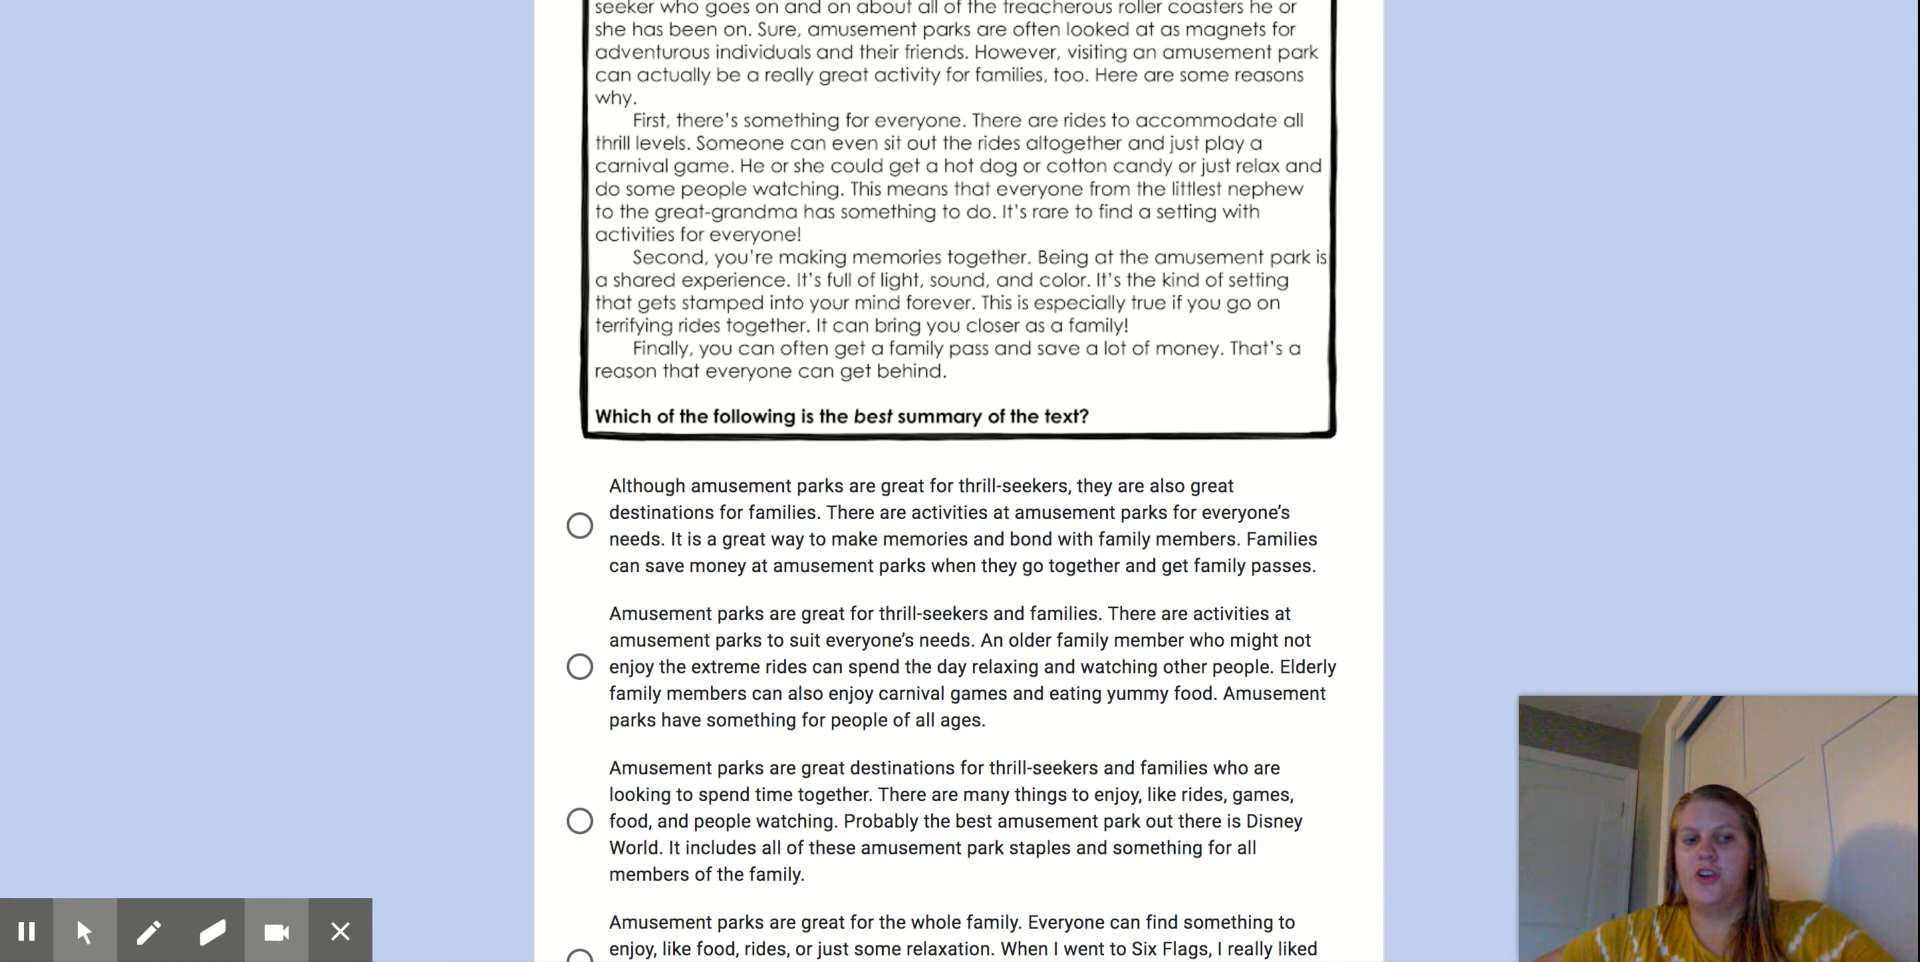 seeker who goes on and on about all of the treacherous roller coasters he or
she has been on. Sure, amusement parks are often looked at as magnets for
adventurous individuals and their friends. However, visiting an amusement park
can actually be a really great activity for families, too. Here are some reasons
why.
First, there's something for everyone. There are rides to accommodate all
thrill levels. Someone can even sit out the rides altogether and just play a
carnival game. He or she could get a hot dog or cotton candy or just relax and
do some people watching. This means that everyone from the littlest nephew
to the great-grandma has something to do. It's rare to find a setting with
activities for everyone!
Second, you're making memories together. Being at the amusement park is
a shared experience. It's full of light, sound, and color. It's the kind of setting
that gets stamped into your mind forever. This is especially true if you go on
terrifying rides together. It can bring you closer as a family!
Finally, you can often get a family pass and save a lot of money. That's a
reason that everyone can get behind.
Which of the following is the best summary of the text?
Although amusement parks are great for thrill-seekers, they are also great
destinations for families. There are activities at amusement parks for everyone's
needs. It is a great way to make memories and bond with family members. Families
can save money at amusement parks when they go together and get family passes.
Amusement parks are great for thrill-seekers and families. There are activities at
amusement parks to suit everyone's needs. An older family member who might not
enjoy the extreme rides can spend the day relaxing and watching other people. Elderly
family members can also enjoy carnival games and eating yummy food. Amusement
parks have something for people of all ages.
Amusement parks are great destinations for thrill-seekers and families who are
looking to spend time together. There are many things to enjoy, like rides, games,
food, and people watching. Probably the best amusement park out there is Disney
World. It includes all of these amusement park staples and something for all
members of the family.
Amusement parks are great for the whole family. Everyone can find something to
enjoy, like food, rides, or just some relaxation. When I went to Six Flags, I really liked